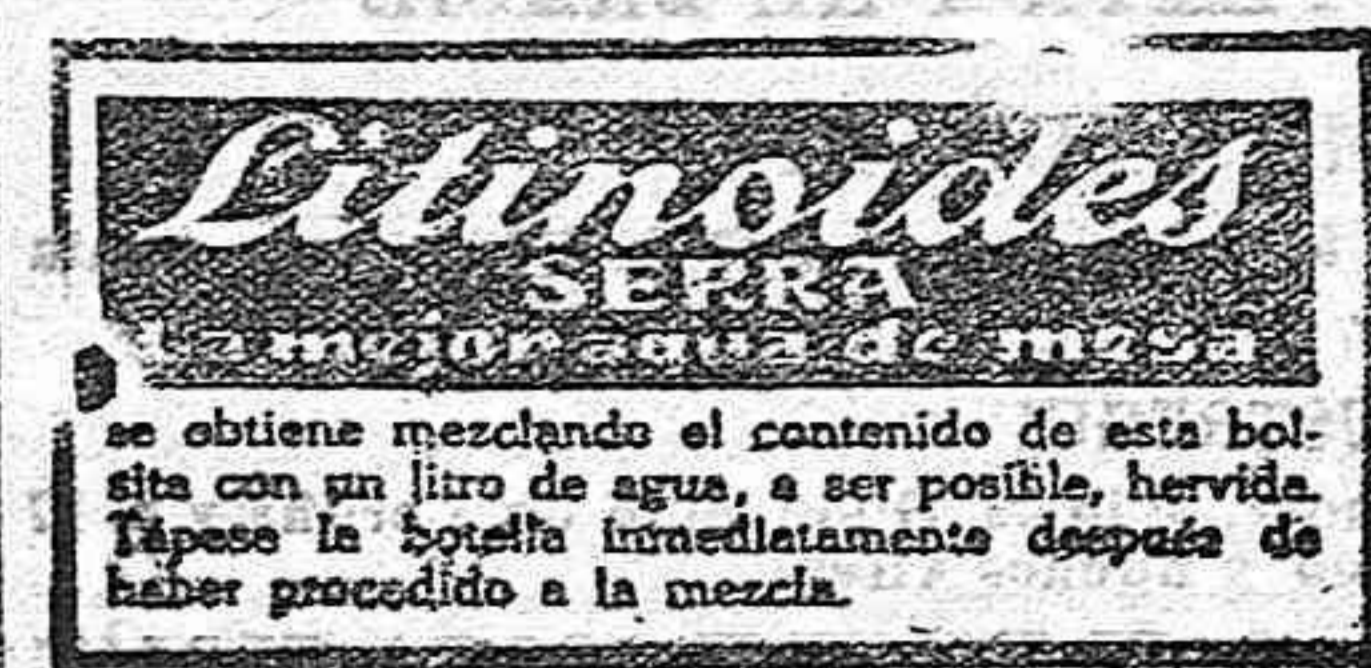 Litinoides
SERRA
La mejor agua de mesa
se obtiene mezclando el contenido de esta bol-
sita con un litro de agua, a ser posible, hervida.
Tápese la botella inmediatamente después de
haber procedido a la mezcla.